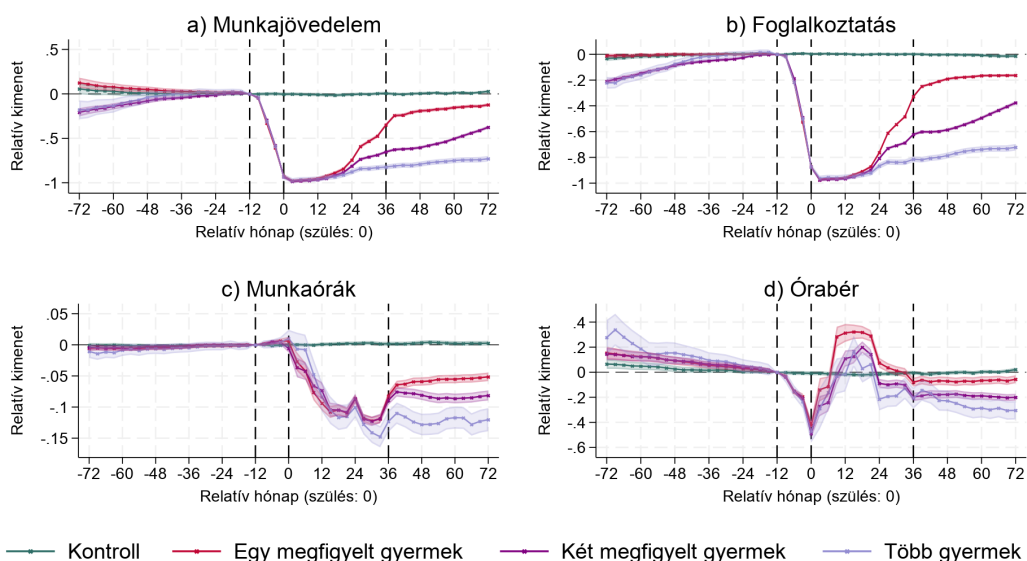 a) Munkajövedelem
Relatív kimenet
.5
0
-.5
-1
-72 -60 -48 -36 -24 -12 0 12 24 36 48 60 72
Relatív hónap (szülés: 0)
b) Foglalkoztatás
Relatív kimenet
0
-.2
-.4
-.6
-.8
-1
-72 -60 -48 -36 -24 -12 0 12 24 36 48 60 72
Relatív hónap (szülés: 0)
c) Munkaórák
Relatív kimenet
.05
0
-.05
-.1
-.15
-72 -60 -48 -36 -24 -12 0 12 24 36 48 60 72
Relatív hónap (szülés: 0)
d) Órabér
Relatív kimenet
.4
.2
0
-.2
-.4
-.6
-72 -60 -48 -36 -24 -12 0 12 24 36 48 60 72
Relatív hónap (szülés: 0)
Kontroll Egy megfigyelt gyermek Két megfigyelt gyermek Több gyermek